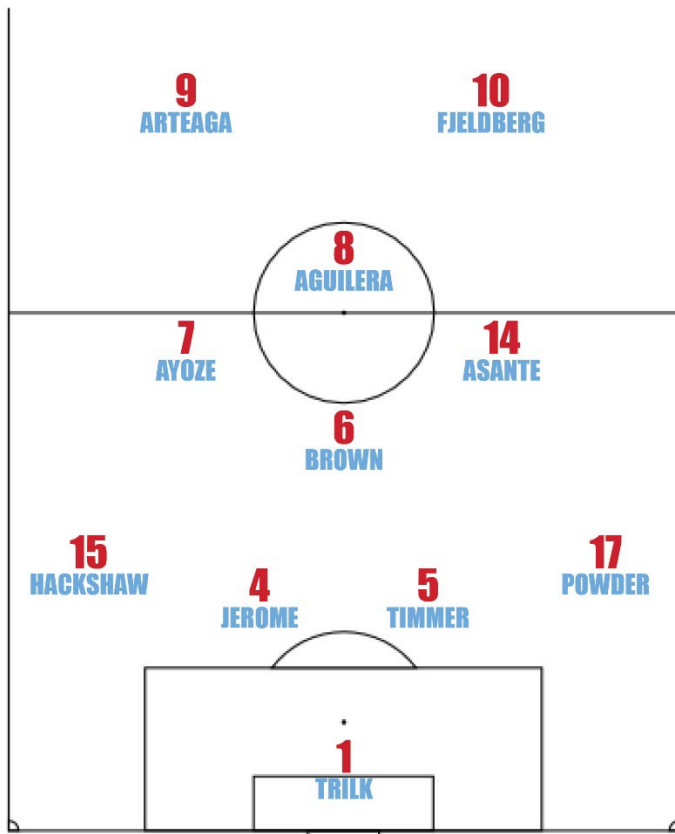 9
ARTEAGA
10
FJELDBERG
8
AGUILERA
7
AYOZE
14
ASANTE
6
BROWN
15
HACKSHAW
17
POWDER
4
JEROME
5
TIMMER
1
TRILK